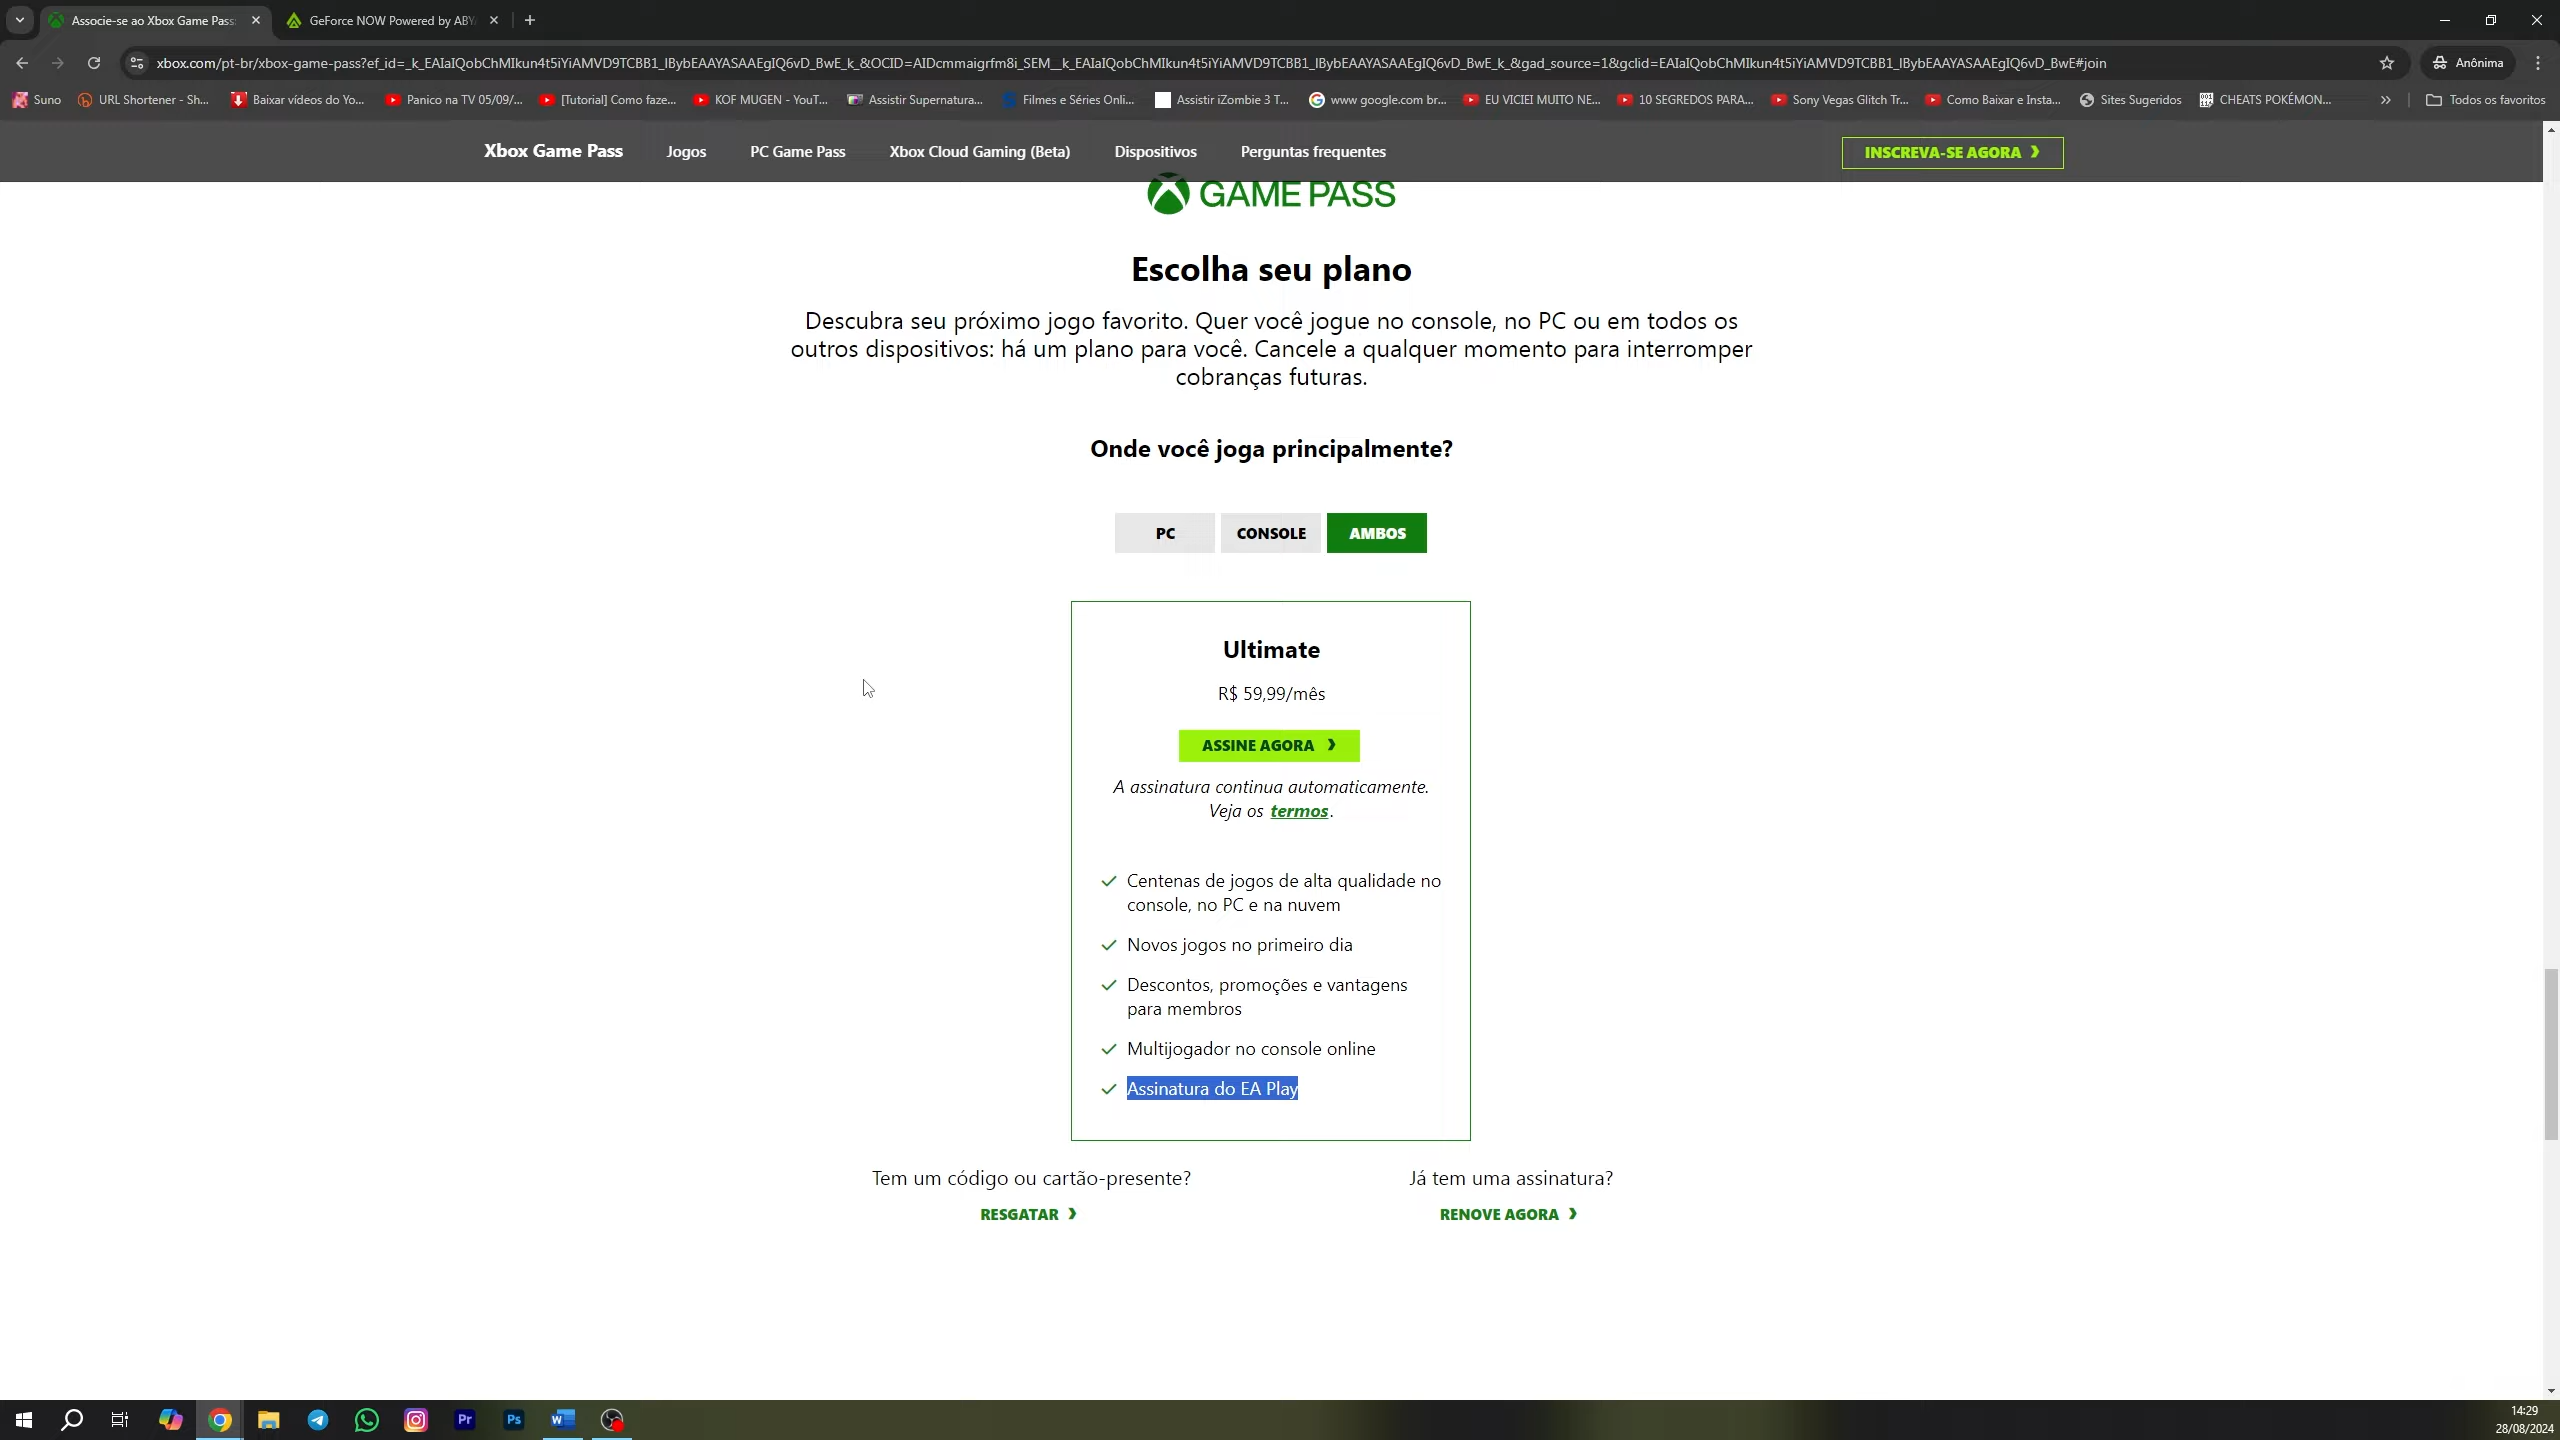 Associe-se ao Xbox Game Pass
GeForce NOW Powered by ABY
xbox.com/pt-br/xbox-game-pass?ef_id=_k_EAIaIQobChMIkun4t5iYiAMVD9TCBB1_lBybEAAYASAAEgIQ6vD_BwE_k_&OCID=AIDcmmaigrfm8i_SEM__k_EAIaIQobChMIkun4t5iYiAMVD9TCBB1_lBybEAAYASAAEgIQ6vD_BwE_k_&gad_source=1&gclid=EAIaIQobChMIkun4t5iYiAMVD9TCBB1_lBybEAAYASAAEgIQ6vD_BwE#join
Anônima
Suno
URL Shortener - Sh...
Baixar vídeos do Yo...
Panico na TV 05/09/...
[Tutorial] Como faze...
KOF MUGEN - YouT...
Assistir Supernatura...
Filmes e Séries Onli...
Assistir iZombie 3 T...
www google.com br...
EU VICIEI MUITO NE...
10 SEGREDOS PARA...
Sony Vegas Glitch Tr...
Como Baixar e Insta...
Sites Sugeridos
CHEATS POKÉMON...
Todos os favoritos
Xbox Game Pass
Jogos
PC Game Pass
Xbox Cloud Gaming (Beta)
Dispositivos
Perguntas frequentes
INSCREVA-SE AGORA
GAME PASS
Escolha seu plano
Descubra seu próximo jogo favorito. Quer você jogue no console, no PC ou em todos os
outros dispositivos: há um plano para você. Cancele a qualquer momento para interromper
cobranças futuras.
Onde você joga principalmente?
PC
CONSOLE
AMBOS
Ultimate
R$ 59,99/mês
ASSINE AGORA
A assinatura continua automaticamente.
Veja os termos.
Centenas de jogos de alta qualidade no
console, no PC e na nuvem
Novos jogos no primeiro dia
Descontos, promoções e vantagens
para membros
Multijogador no console online
Assinatura do EA Play
Tem um código ou cartão-presente?
RESGATAR
Já tem uma assinatura?
RENOVE AGORA
Pr
Ps
W
14:29
28/08/2024